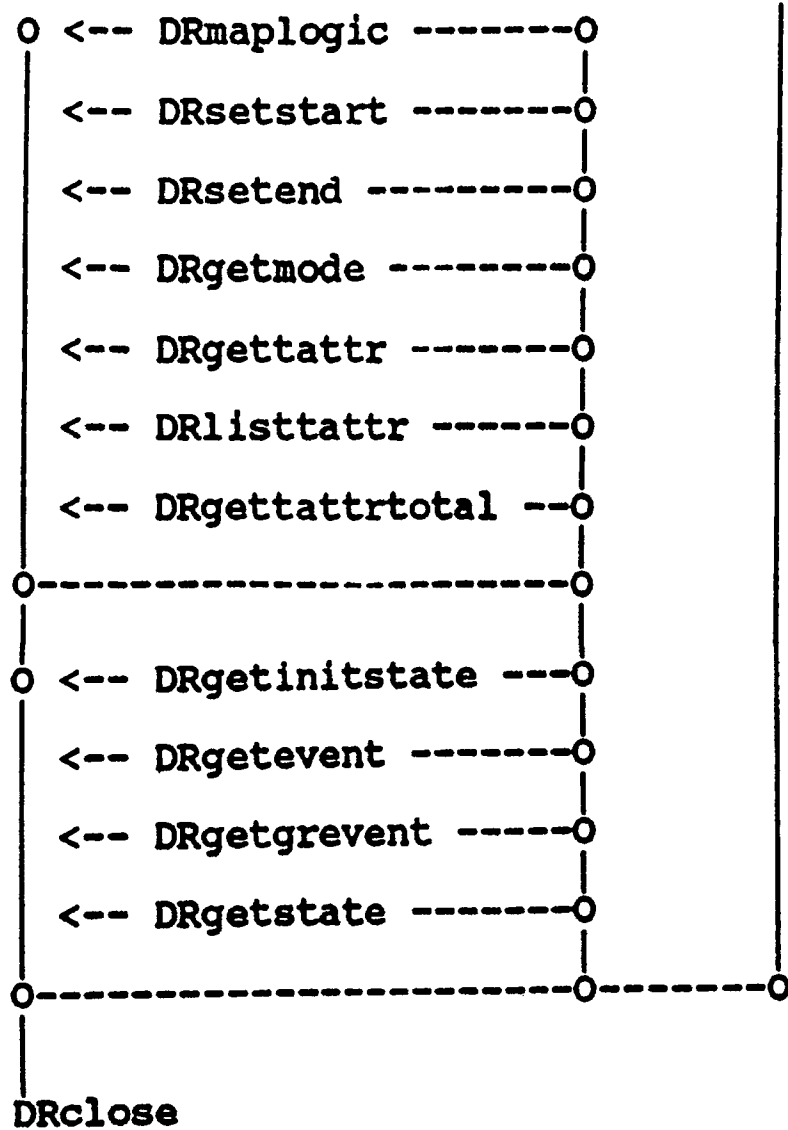 O <-- DRmaplogic -------O
<-- DRsetstart -------O
<-- DRsetend ---------O
<-- DRgetmode --------O
<-- DRgettattr -------O
<-- DRlisttattr ------O
<-- DRgettattrtotal --O
O-----------------------O
O <-- DRgetinitstate ---O
<-- DRgetevent -------O
<-- DRgetgrevent -----O
<-- DRgetstate -------O
O-----------------------O-------O
DRclose